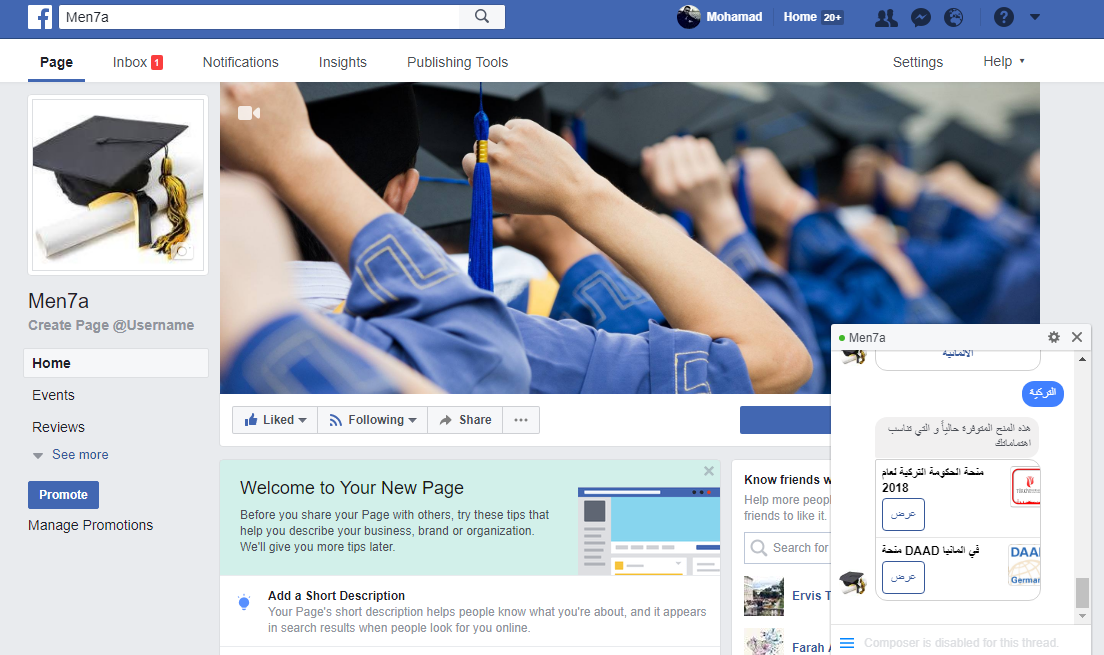 Men7a
Mohamad
Home 20+
Page
Inbox 1
Notifications
Insights
Publishing Tools
Settings
Help
Men7a
Create Page @Username
Home
Events
Reviews
See more
Promote
Manage Promotions
Liked
Following
Share
Welcome to Your New Page
Before you share your Page with others, try these tips that
help you describe your business, brand or organization.
We'll give you more tips later.
Add a Short Description
Your Page's short description helps people know what you're about, and it appears
in search results when people look for you online.
Know friends w
Help more peopl
friends to like it.
Search for
Ervis T
Farah A
Men7a
الالمانية
التركية
هذه المنح المتوفرة حالياً و التي تناسب
اهتماماتك
منحة الحكومة التركية لعام
2018
عرض
في المانيا DAAD منحة
عرض
DAAD
German
Composer is disabled for this thread.